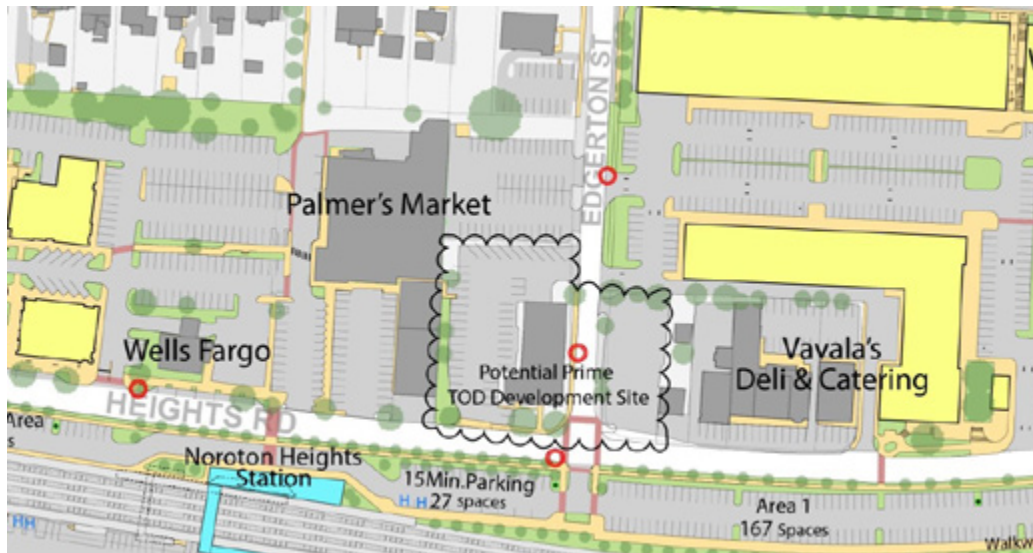 EDGERTON ST
Palmer's Market
Wells Fargo
Potential Prime
TOD Development Site
Vavala's
Deli & Catering
HEIGHTS RD
Area
Noroton Heights
Station
15Min.Parking
H H 27 spaces
Area 1
167 Spaces
HH